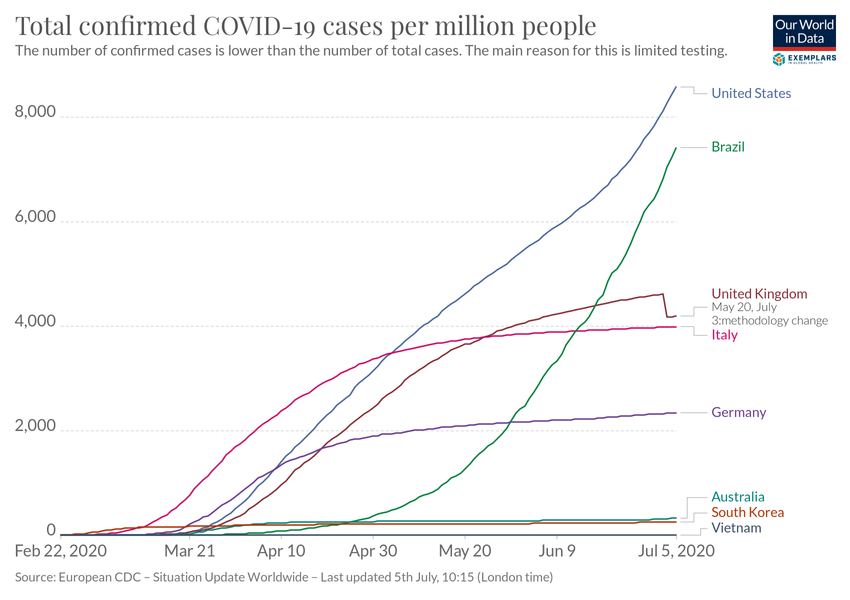 Total confirmed COVID-19 cases per million people
The number of confirmed cases is lower than the number of total cases. The main reason for this is limited testing.
Our World
in Data
EXEMPLARS
IN GLOBAL HEALTH
8,000
6,000
4,000
2,000
0
United States
Brazil
United Kingdom
May 20, July
3:methodology change
Italy
Germany
Australia
South Korea
Vietnam
Feb 22, 2020
Mar 21
Apr 10
Apr 30
May 20
Jun 9
Jul 5, 2020
Source: European CDC – Situation Update Worldwide – Last updated 5th July, 10:15 (London time)